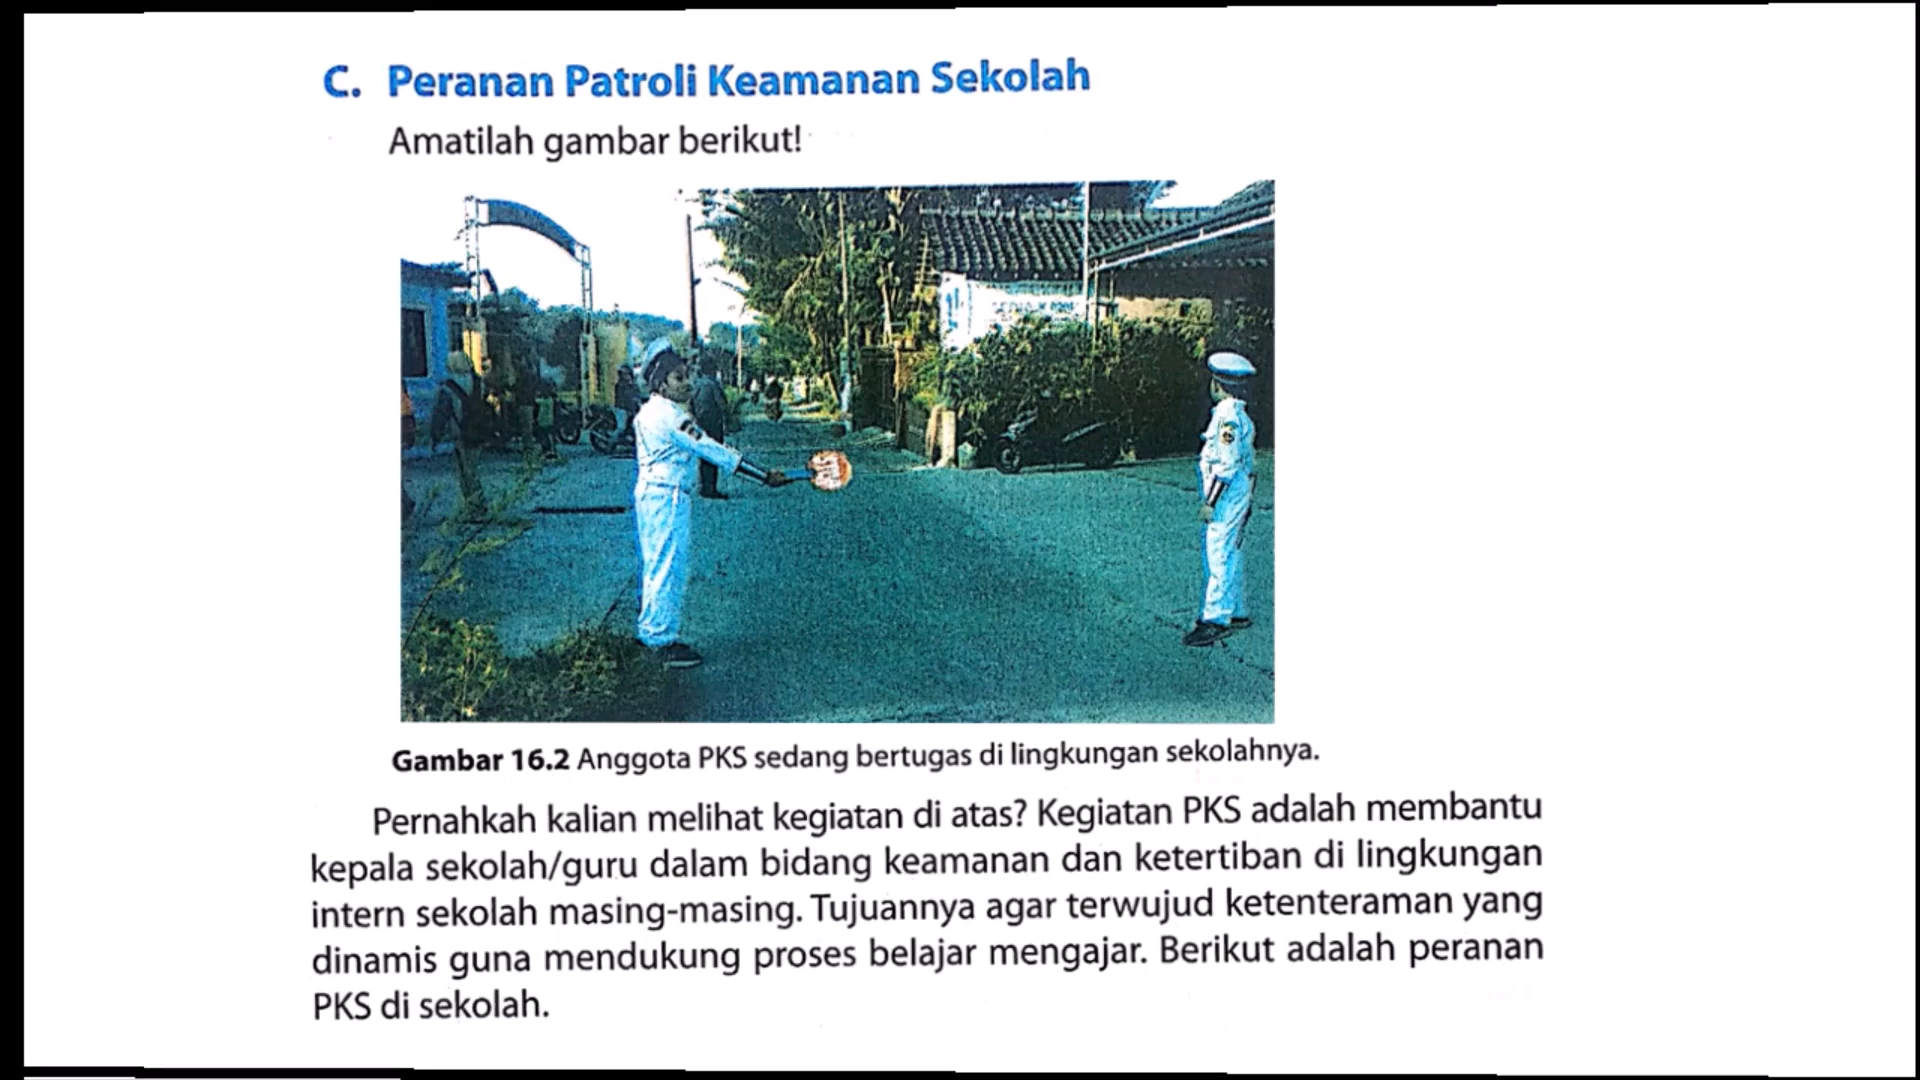 C. Peranan Patroli Keamanan Sekolah
Amatilah gambar berikut!
Gambar 16.2 Anggota PKS sedang bertugas di lingkungan sekolahnya.
Pernahkah kalian melihat kegiatan di atas? Kegiatan PKS adalah membantu
kepala sekolah/guru dalam bidang keamanan dan ketertiban di lingkungan
intern sekolah masing-masing. Tujuannya agar terwujud ketenteraman yang
dinamis guna mendukung proses belajar mengajar. Berikut adalah peranan
PKS di sekolah.